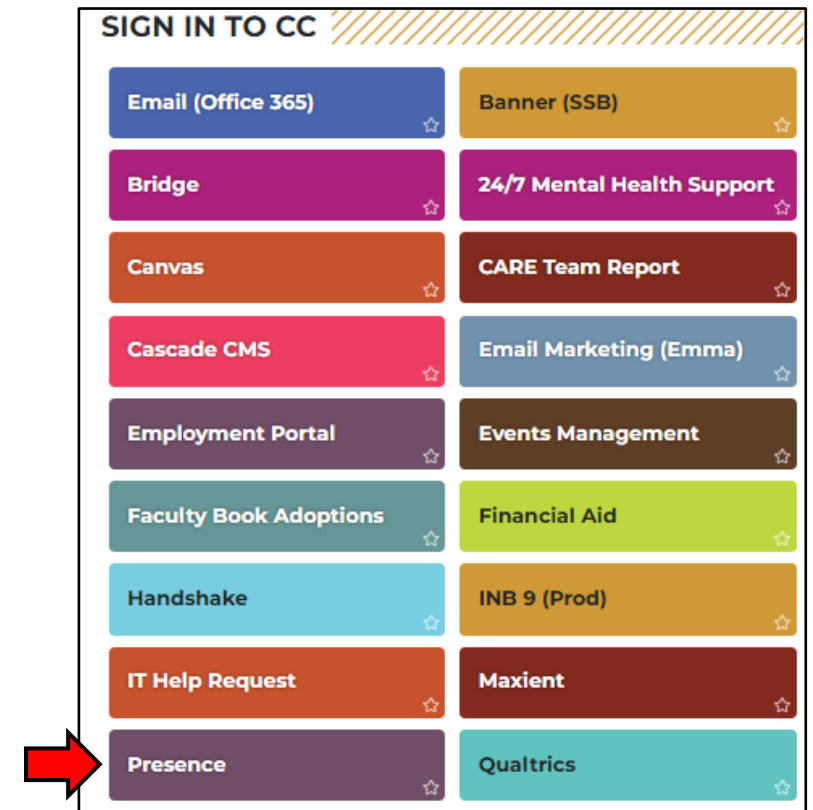 SIGN IN TO CC
Email (Office 365)
Banner (SSB)
Bridge
24/7 Mental Health Support
Canvas
CARE Team Report
Cascade CMS
Email Marketing (Emma)
Employment Portal
Events Management
Faculty Book Adoptions
Financial Aid
Handshake
INB 9 (Prod)
IT Help Request
Maxient
Presence
Qualtrics